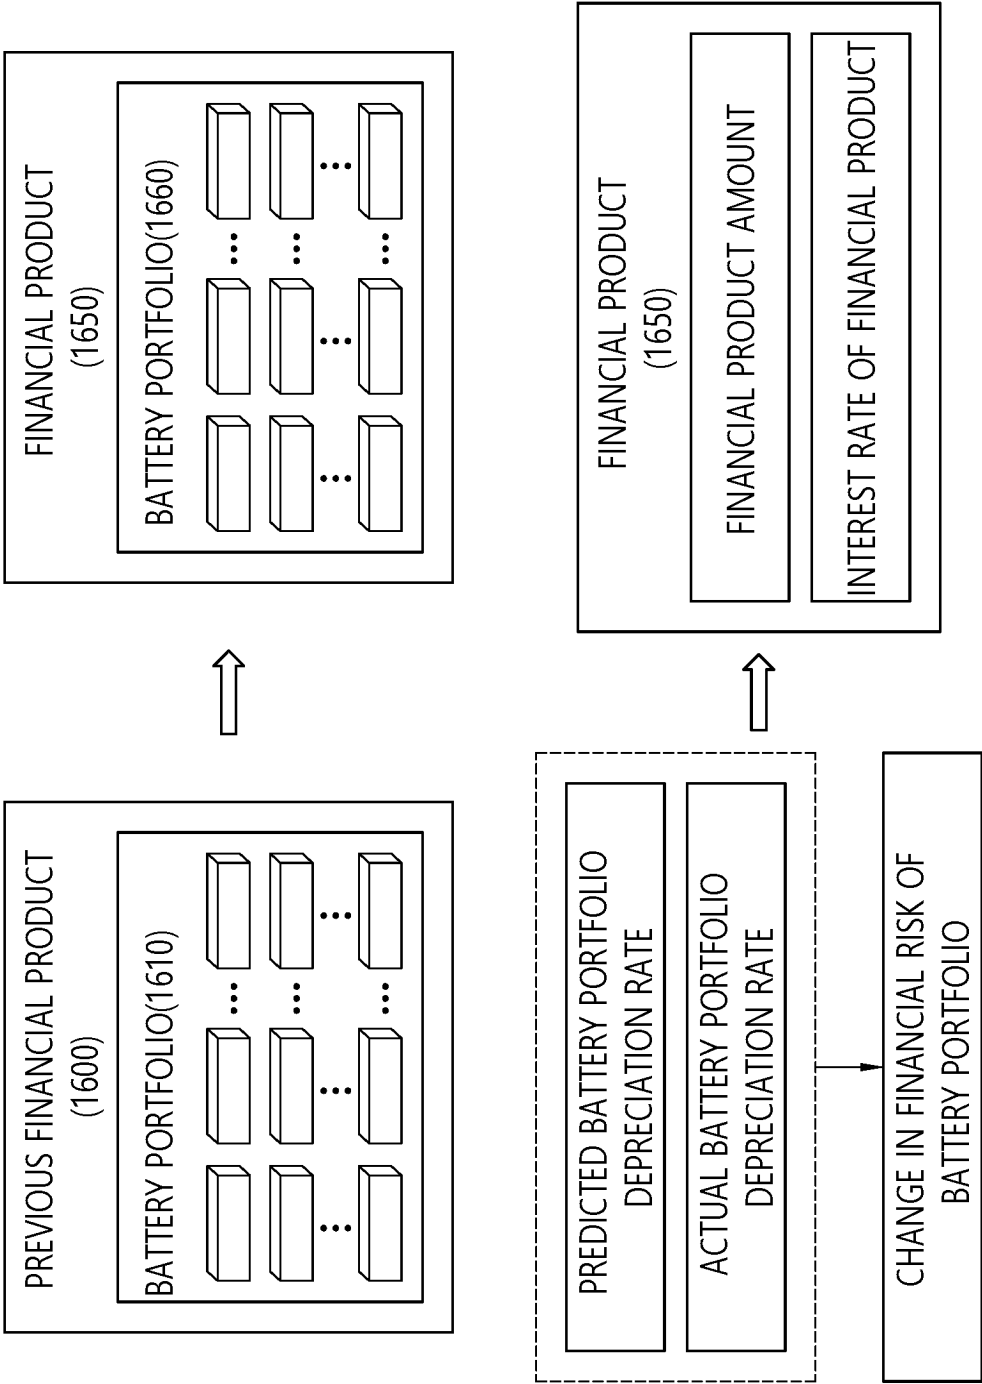 PREVIOUS FINANCIAL PRODUCT
(1600)
BATTERY PORTFOLIO(1610)
FINANCIAL PRODUCT
(1650)
BATTERY PORTFOLIO(1660)
PREDICTED BATTERY PORTFOLIO
DEPRECIATION RATE
ACTUAL BATTERY PORTFOLIO
DEPRECIATION RATE
CHANGE IN FINANCIAL RISK OF
BATTERY PORTFOLIO
FINANCIAL PRODUCT
(1650)
FINANCIAL PRODUCT AMOUNT
INTEREST RATE OF FINANCIAL PRODUCT